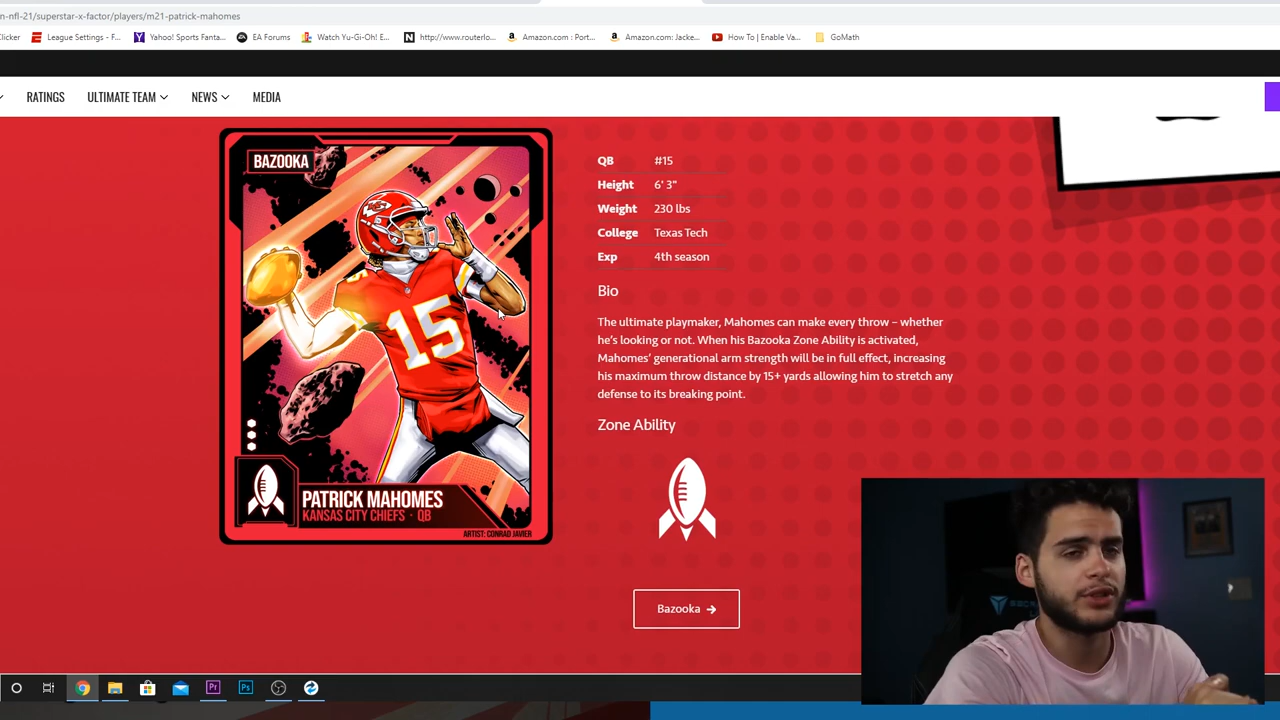 n-nfl-21/superstar-x-factor/players/m21-patrick-mahomes
licker League Settings - F... Yahoo! Sports Fanta... EA Forums Watch Yu-Gi-Oh! E... http://www.routerlo... Amazon.com : Port... Amazon.com: Jacke... How To | Enable Va... GoMath
RATINGS ULTIMATE TEAM NEWS MEDIA
BAZOOKA
15
PATRICK MAHOMES
KANSAS CITY CHIEFS · QB
ARTIST: CONRAD JAVIER
QB #15
Height 6' 3"
Weight 230 lbs
College Texas Tech
Exp 4th season
Bio
The ultimate playmaker, Mahomes can make every throw – whether
he's looking or not. When his Bazooka Zone Ability is activated,
Mahomes' generational arm strength will be in full effect, increasing
his maximum throw distance by 15+ yards allowing him to stretch any
defense to its breaking point.
Zone Ability
Bazooka →
Pr Ps